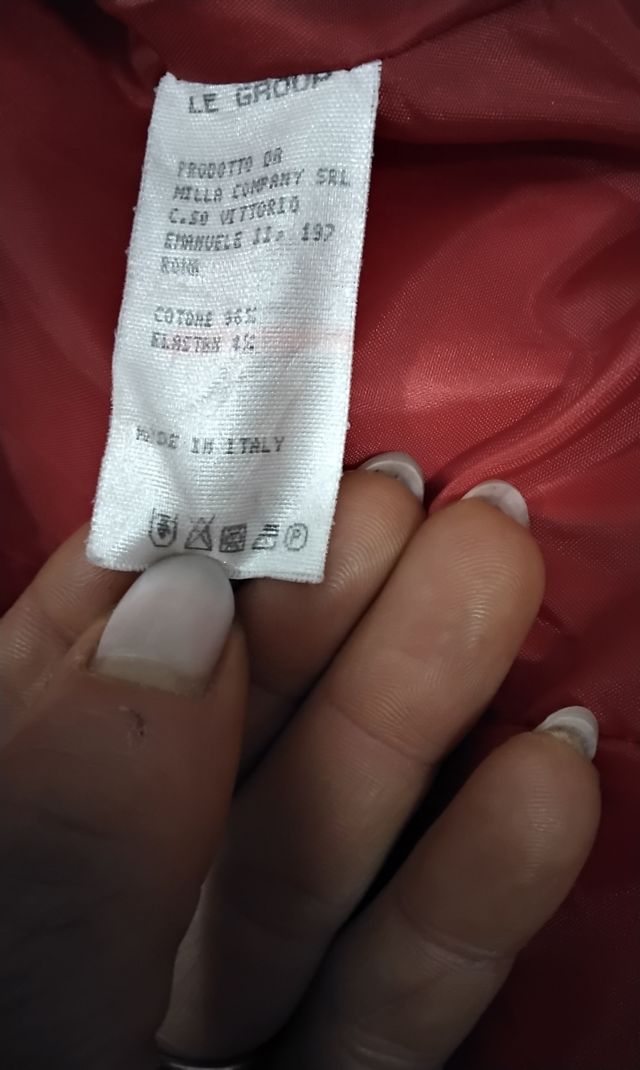 LE GROUP
PRODOTTO DA
MILLA COMPANY SRL
C.SO VITTORIO
EMANUELE II, 197
ROMA
COTONE 96%
ELASTAN 4%
MADE IN ITALY
P